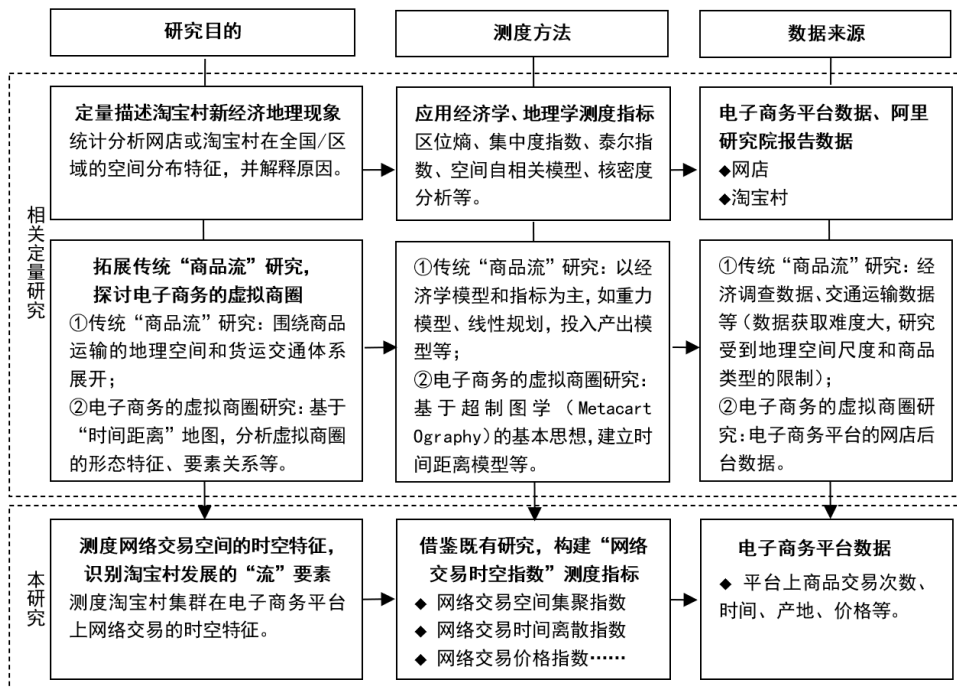 研究目的
测度方法
数据来源
相关定量研究
定量描述淘宝村新经济地理现象
统计分析网店或淘宝村在全国/区
域的空间分布特征，并解释原因。
应用经济学、地理学测度指标
区位熵、集中度指数、泰尔指
数、空间自相关模型、核密度
分析等。
电子商务平台数据、阿里
研究院报告数据
◆网店
◆淘宝村
拓展传统“商品流”研究，
探讨电子商务的虚拟商圈
①传统“商品流”研究：围绕商品
运输的地理空间和货运交通体系
展开；
②电子商务的虚拟商圈研究：基于
“时间距离”地图，分析虚拟商圈
的形态特征、要素关系等。
①传统“商品流”研究：以经
济学模型和指标为主，如重力
模型、线性规划，投入产出模
型等；
②电子商务的虚拟商圈研究：
基于超制图学（Metacart
Ography）的基本思想，建立时
间距离模型等。
①传统“商品流”研究：经
济调查数据、交通运输数据
等（数据获取难度大，研究
受到地理空间尺度和商品
类型的限制）；
②电子商务的虚拟商圈研
究：电子商务平台的网店后
台数据。
本研究
测度网络交易空间的时空特征，
识别淘宝村发展的“流”要素
测度淘宝村集群在电子商务平台
上网络交易的时空特征。
借鉴既有研究，构建“网络
交易时空指数”测度指标
◆ 网络交易空间集聚指数
◆ 网络交易时间离散指数
◆ 网络交易价格指数……
电子商务平台数据
◆ 平台上商品交易次数、
时间、产地、价格等。